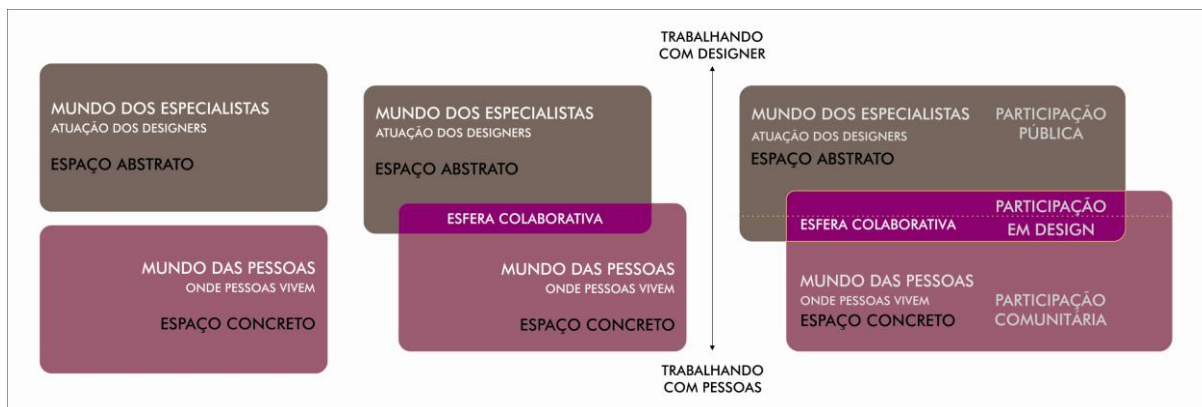 MUNDO DOS ESPECIALISTAS
ATUAÇÃO DOS DESIGNERS
ESPAÇO ABSTRATO
MUNDO DAS PESSOAS
ONDE PESSOAS VIVEM
ESPAÇO CONCRETO
MUNDO DOS ESPECIALISTAS
ATUAÇÃO DOS DESIGNERS
ESPAÇO ABSTRATO
ESFERA COLABORATIVA
MUNDO DAS PESSOAS
ONDE PESSOAS VIVEM
ESPAÇO CONCRETO
TRABALHANDO
COM DESIGNER
TRABALHANDO
COM PESSOAS
MUNDO DOS ESPECIALISTAS
ATUAÇÃO DOS DESIGNERS
ESPAÇO ABSTRATO
PARTICIPAÇÃO
PÚBLICA
ESFERA COLABORATIVA
PARTICIPAÇÃO
EM DESIGN
MUNDO DAS PESSOAS
ONDE PESSOAS VIVEM
ESPAÇO CONCRETO
PARTICIPAÇÃO
COMUNITÁRIA